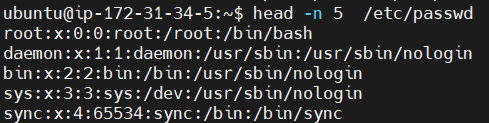 ubuntu@ip-172-31-34-5:~$ head -n 5  /etc/passwd
root:x:0:0:root:/root:/bin/bash
daemon:x:1:1:daemon:/usr/sbin:/usr/sbin/nologin
bin:x:2:2:bin:/bin:/usr/sbin/nologin
sys:x:3:3:sys:/dev:/usr/sbin/nologin
sync:x:4:65534:sync:/bin:/bin/sync